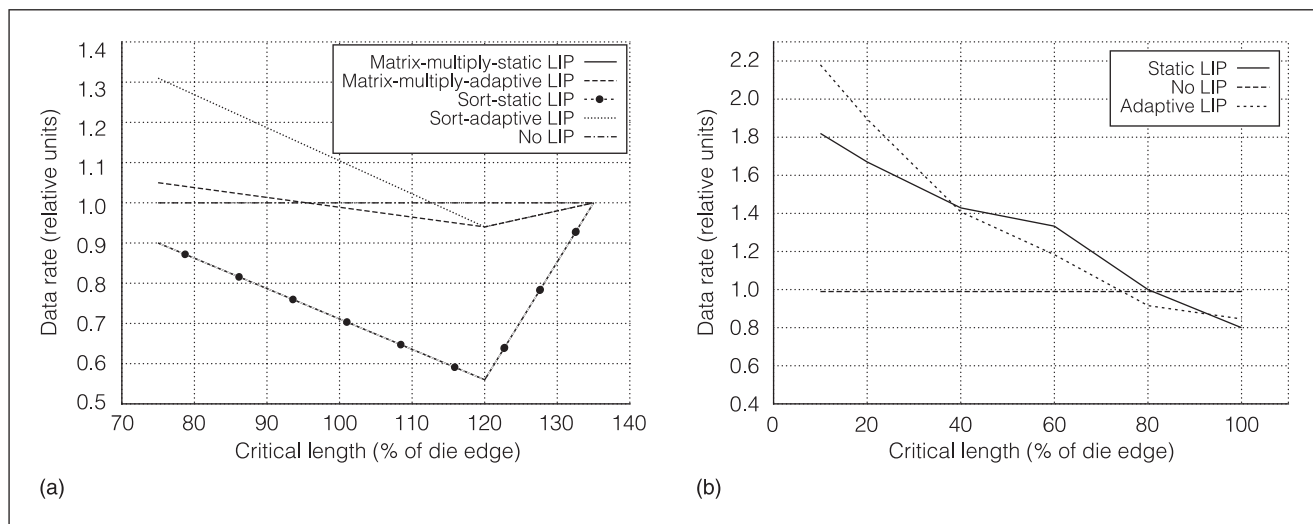 1.4
1.3
1.2
1.1
1.0
0.9
0.8
0.7
0.6
0.5
Data rate (relative units)
Matrix-multiply-static LIP
Matrix-multiply-adaptive LIP
Sort-static LIP
Sort-adaptive LIP
No LIP
70 80 90 100 110 120 130 140
Critical length (% of die edge)
(a)
2.2
2.0
1.8
1.6
1.4
1.2
1.0
0.8
0.6
0.4
Data rate (relative units)
Static LIP
No LIP
Adaptive LIP
0 20 40 60 80 100
Critical length (% of die edge)
(b)